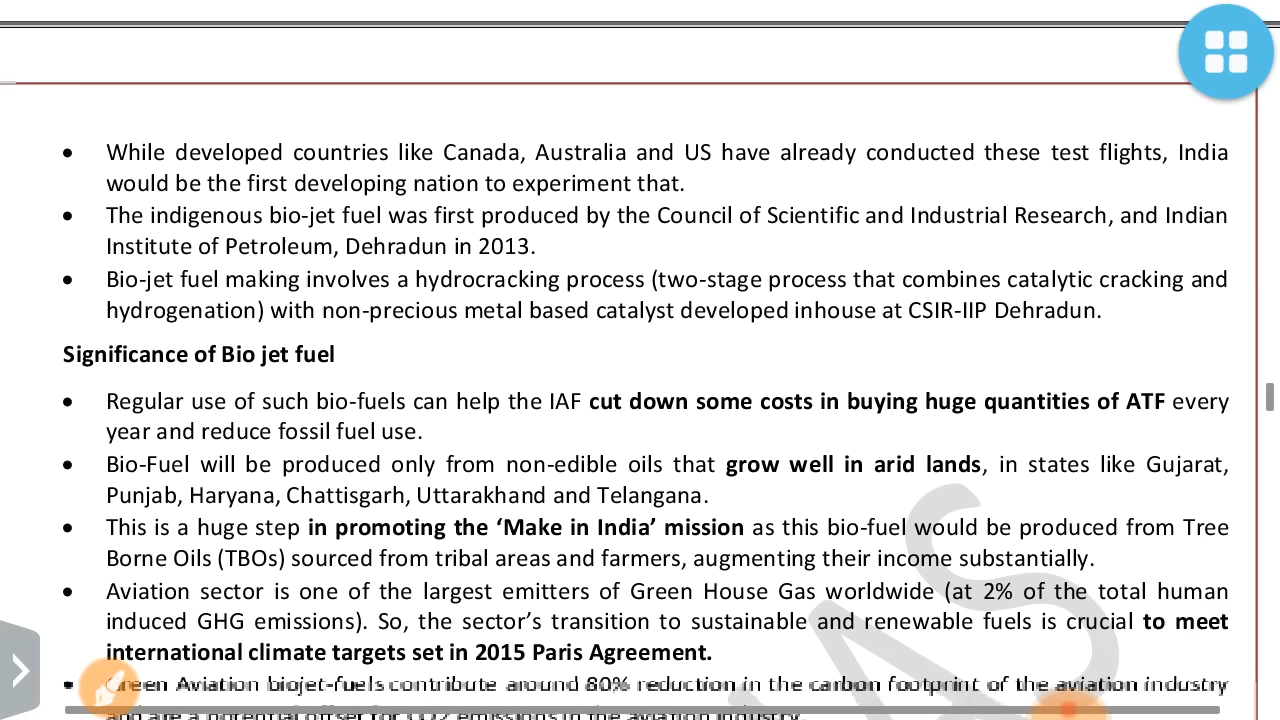 • While developed countries like Canada, Australia and US have already conducted these test flights, India
would be the first developing nation to experiment that.
• The indigenous bio-jet fuel was first produced by the Council of Scientific and Industrial Research, and Indian
Institute of Petroleum, Dehradun in 2013.
• Bio-jet fuel making involves a hydrocracking process (two-stage process that combines catalytic cracking and
hydrogenation) with non-precious metal based catalyst developed inhouse at CSIR-IIP Dehradun.
Significance of Bio jet fuel
• Regular use of such bio-fuels can help the IAF cut down some costs in buying huge quantities of ATF every
year and reduce fossil fuel use.
• Bio-Fuel will be produced only from non-edible oils that grow well in arid lands, in states like Gujarat,
Punjab, Haryana, Chattisgarh, Uttarakhand and Telangana.
• This is a huge step in promoting the ‘Make in India’ mission as this bio-fuel would be produced from Tree
Borne Oils (TBOs) sourced from tribal areas and farmers, augmenting their income substantially.
• Aviation sector is one of the largest emitters of Green House Gas worldwide (at 2% of the total human
induced GHG emissions). So, the sector’s transition to sustainable and renewable fuels is crucial to meet
international climate targets set in 2015 Paris Agreement.
• Green Aviation biojet-fuels contribute around 80% reduction in the carbon footprint of the aviation industry
and are a potential offset for CO2 emissions in the aviation industry.